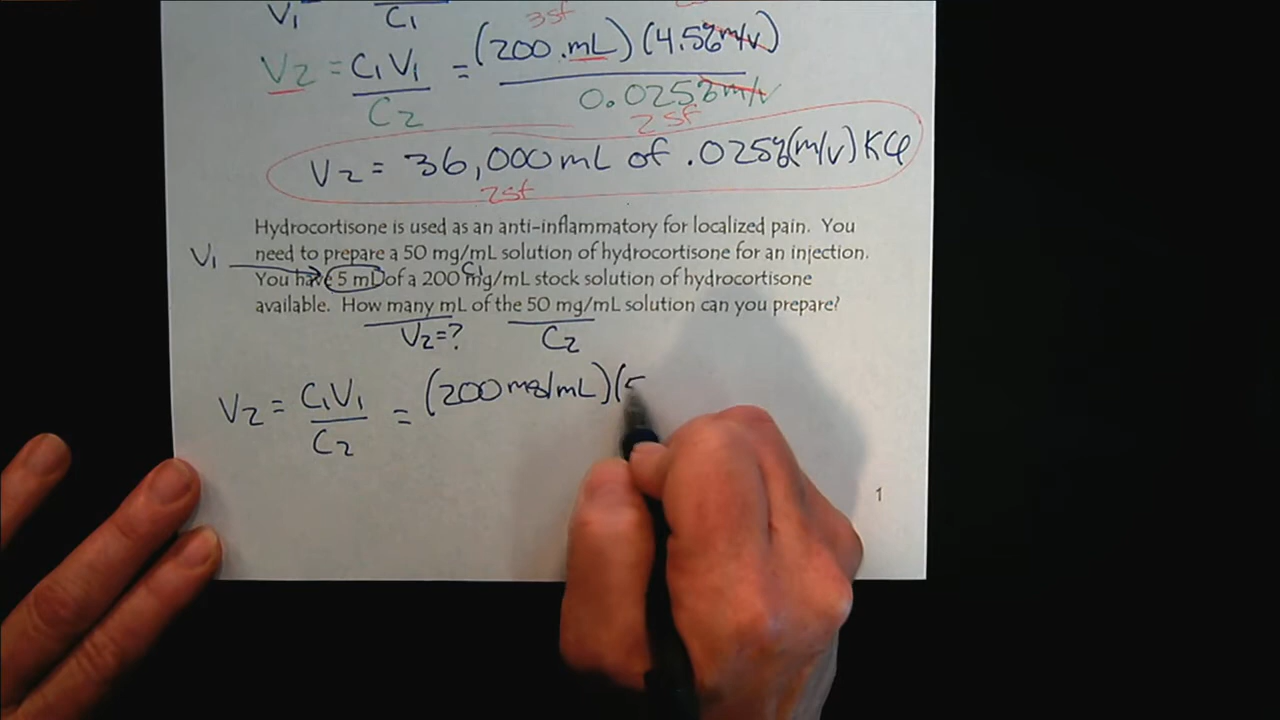 V1 C1
3sf
V2 = C1V1 = (200.mL)(4.5%m/v)
C2 0.025%m/v
2sf
V2 = 36,000mL of .025%(m/v) KCl
2sf
Hydrocortisone is used as an anti-inflammatory for localized pain. You
V1 need to prepare a 50 mg/mL solution of hydrocortisone for an injection.
C1
You have 5 mL of a 200 mg/mL stock solution of hydrocortisone
available. How many mL of the 50 mg/mL solution can you prepare?
V2=? C2
V2 = C1V1 = (200mg/mL)(5
C2
1